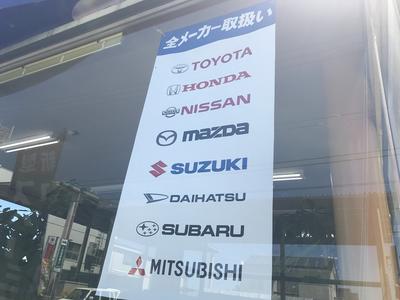 全メーカー取扱い
TOYOTA
HONDA
NISSAN
mazda
SUZUKI
DAIHATSU
SUBARU
MITSUBISHI